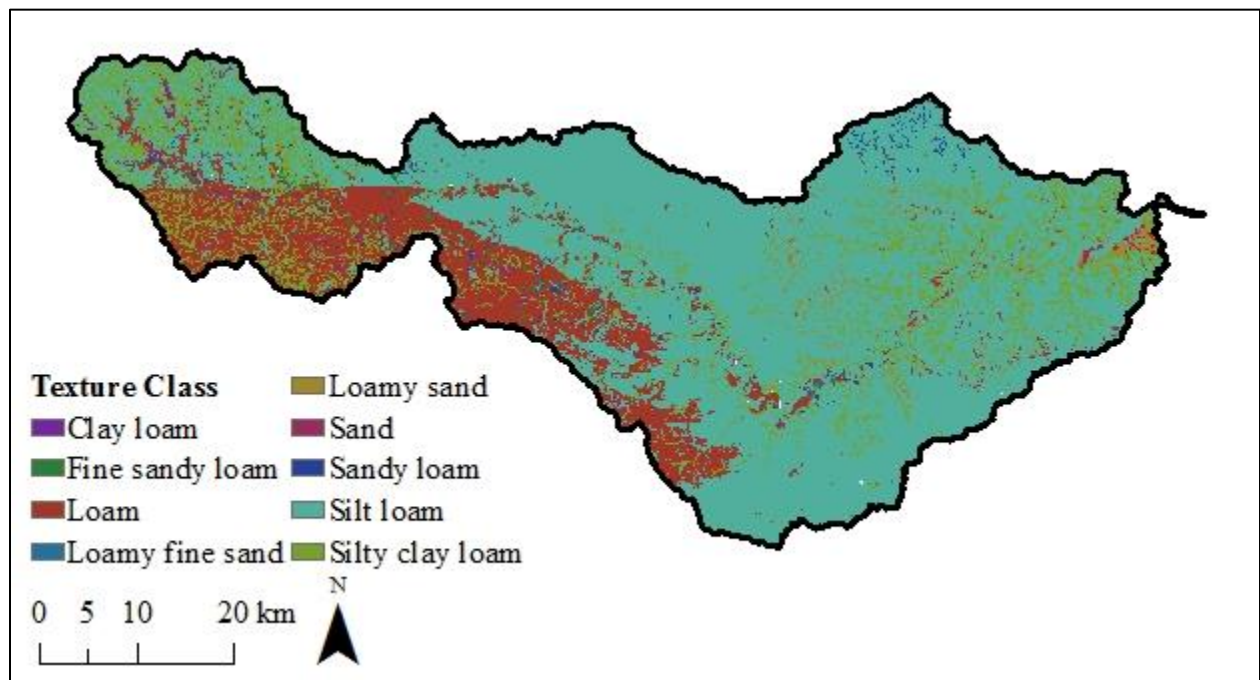 Texture Class
Clay loam
Fine sandy loam
Loam
Loamy fine sand
Loamy sand
Sand
Sandy loam
Silt loam
Silty clay loam
0 5 10 20 km
N